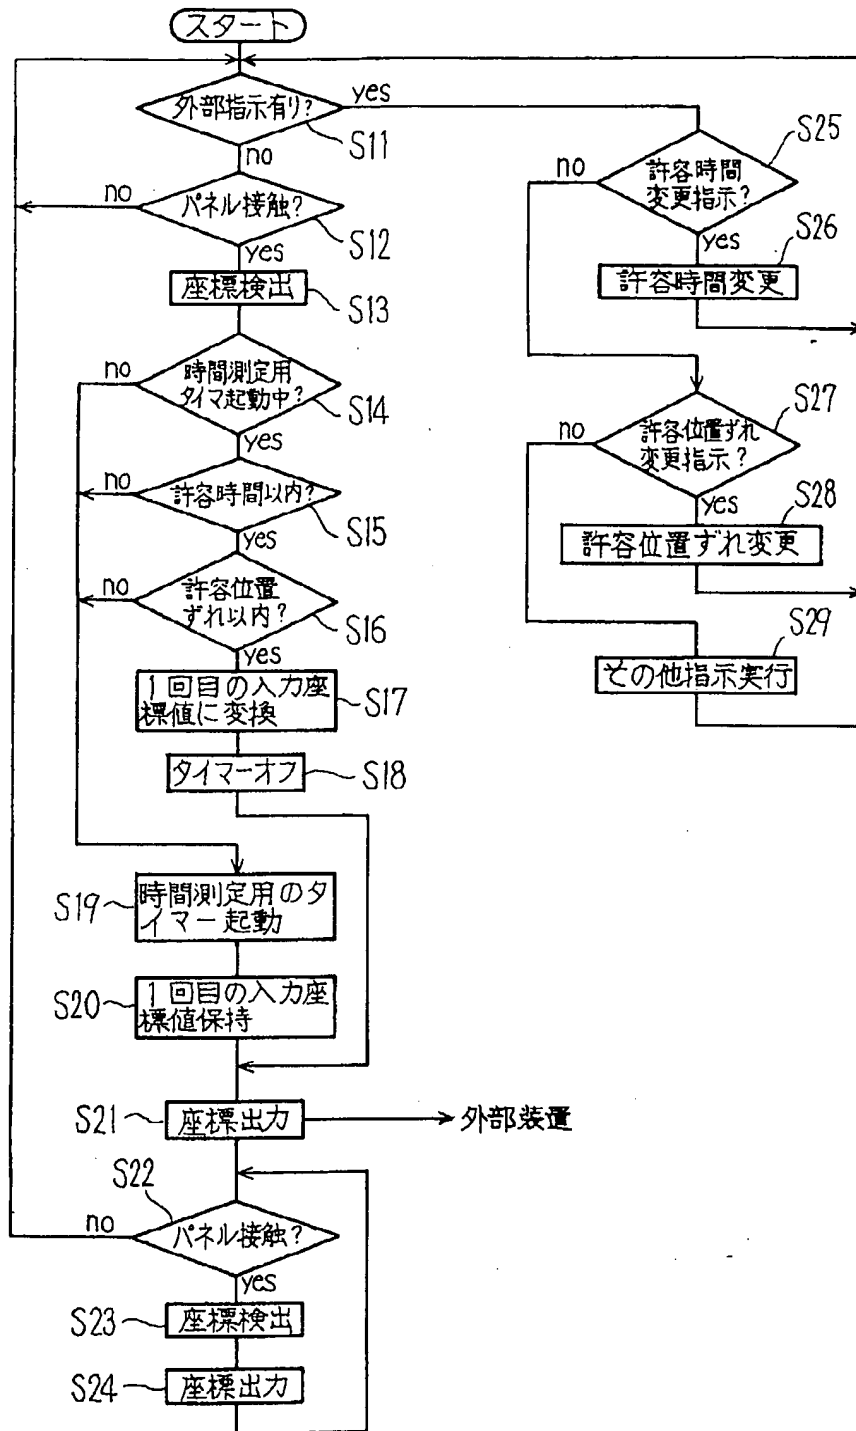 スタート
外部指示有り?
yes
S11
no
パネル接触?
no
S12
yes
座標検出
S13
時間測定用
タイマ起動中?
no
S14
yes
許容時間以内?
no
S15
yes
許容位置
ずれ以内?
no
S16
yes
1回目の入力座
標値に変換
S17
タイマーオフ
S18
S19
時間測定用のタ
イマー起動
S20
1回目の入力座
標値保持
S21
座標出力
外部装置
S22
パネル接触?
no
yes
S23
座標検出
S24
座標出力
S25
許容時間
変更指示?
no
yes
S26
許容時間変更
S27
許容位置ずれ
変更指示?
no
yes
S28
許容位置ずれ変更
S29
その他指示実行